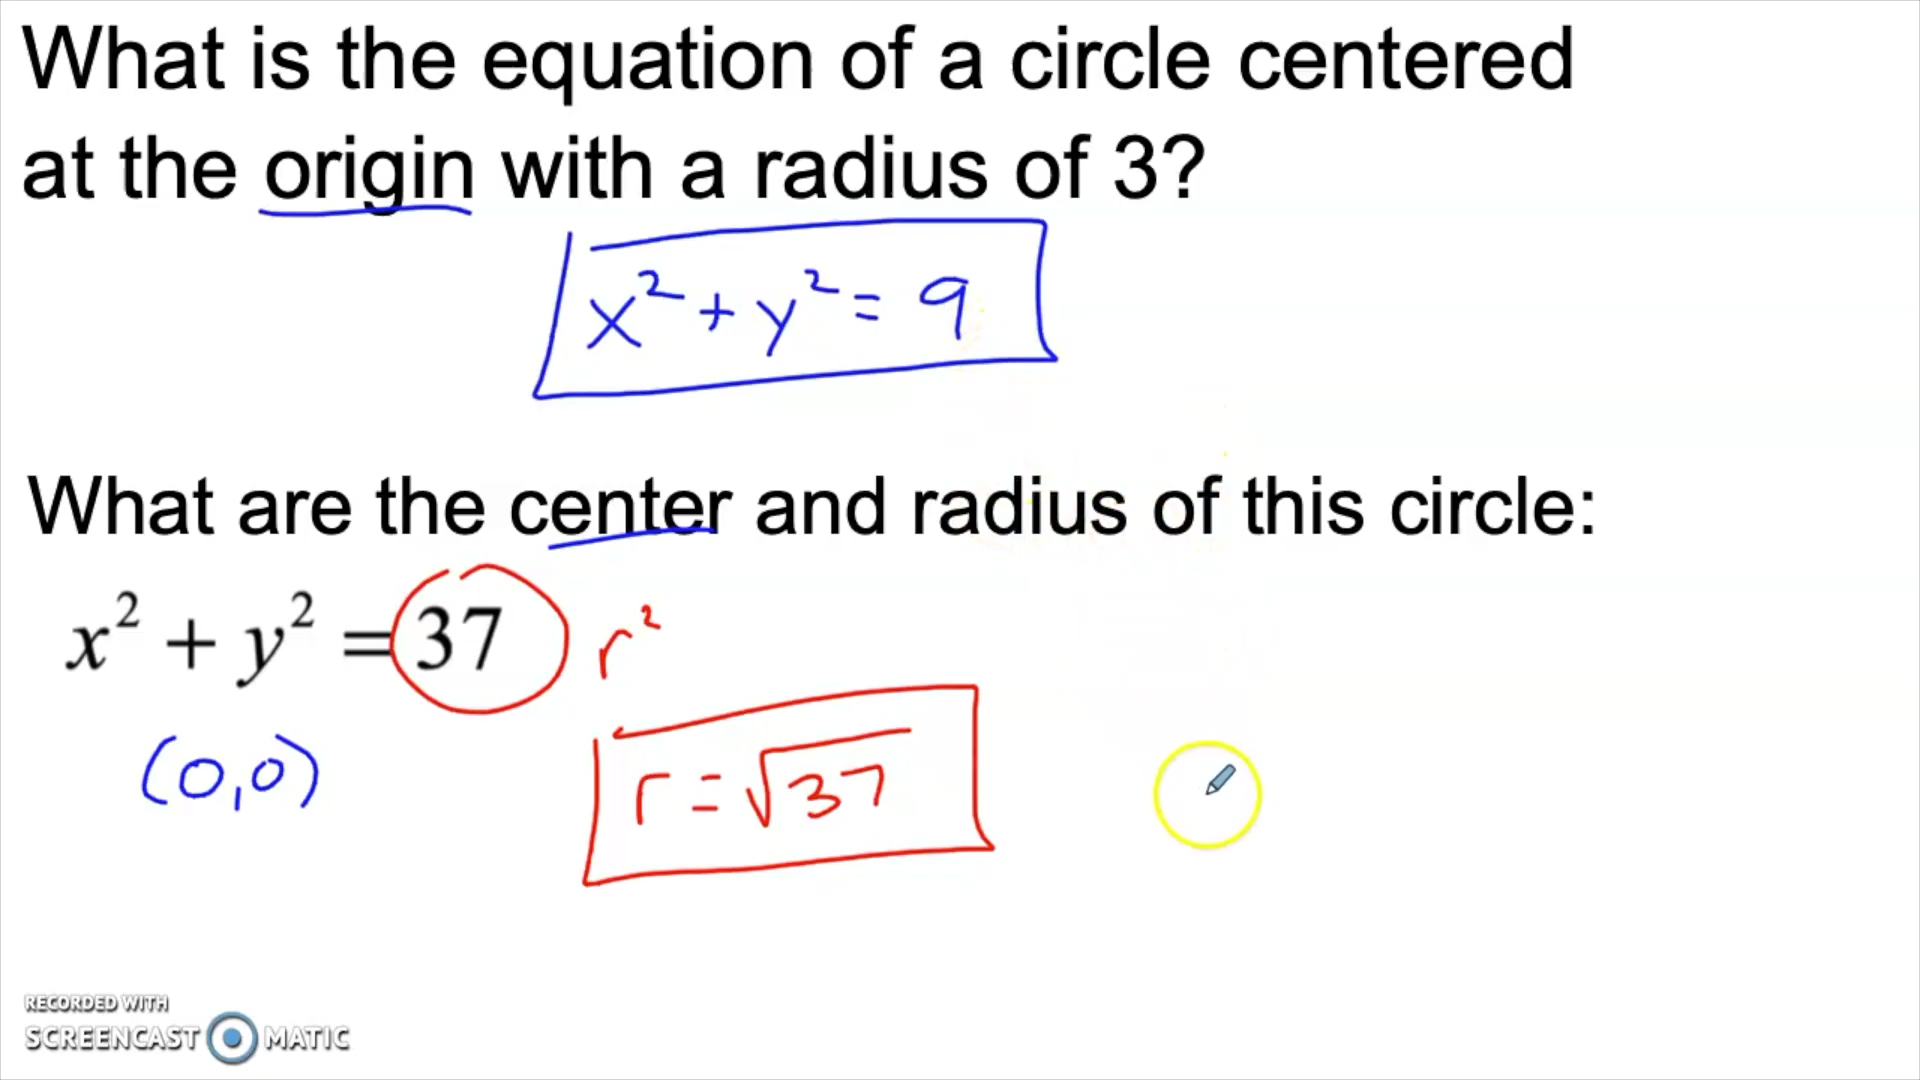 What is the equation of a circle centered
at the origin with a radius of 3?
x² + y² = 9
What are the center and radius of this circle:
x² + y² = 37 r²
(0,0)
r = √37
RECORDED WITH
SCREENCAST MATIC